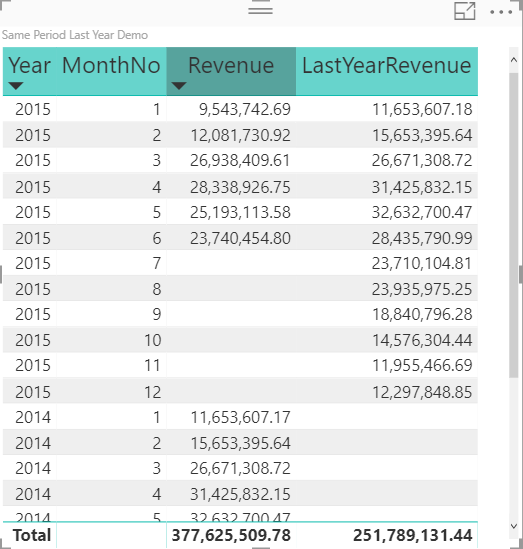 Same Period Last Year Demo
Year MonthNo Revenue LastYearRevenue
2015 1 9,543,742.69 11,653,607.18
2015 2 12,081,730.92 15,653,395.64
2015 3 26,938,409.61 26,671,308.72
2015 4 28,338,926.75 31,425,832.15
2015 5 25,193,113.58 32,632,700.47
2015 6 23,740,454.80 28,435,790.99
2015 7 23,710,104.81
2015 8 23,935,975.25
2015 9 18,840,796.28
2015 10 14,576,304.44
2015 11 11,955,466.69
2015 12 12,297,848.85
2014 1 11,653,607.17
2014 2 15,653,395.64
2014 3 26,671,308.72
2014 4 31,425,832.15
2014 5 32,632,700.47
Total 377,625,509.78 251,789,131.44